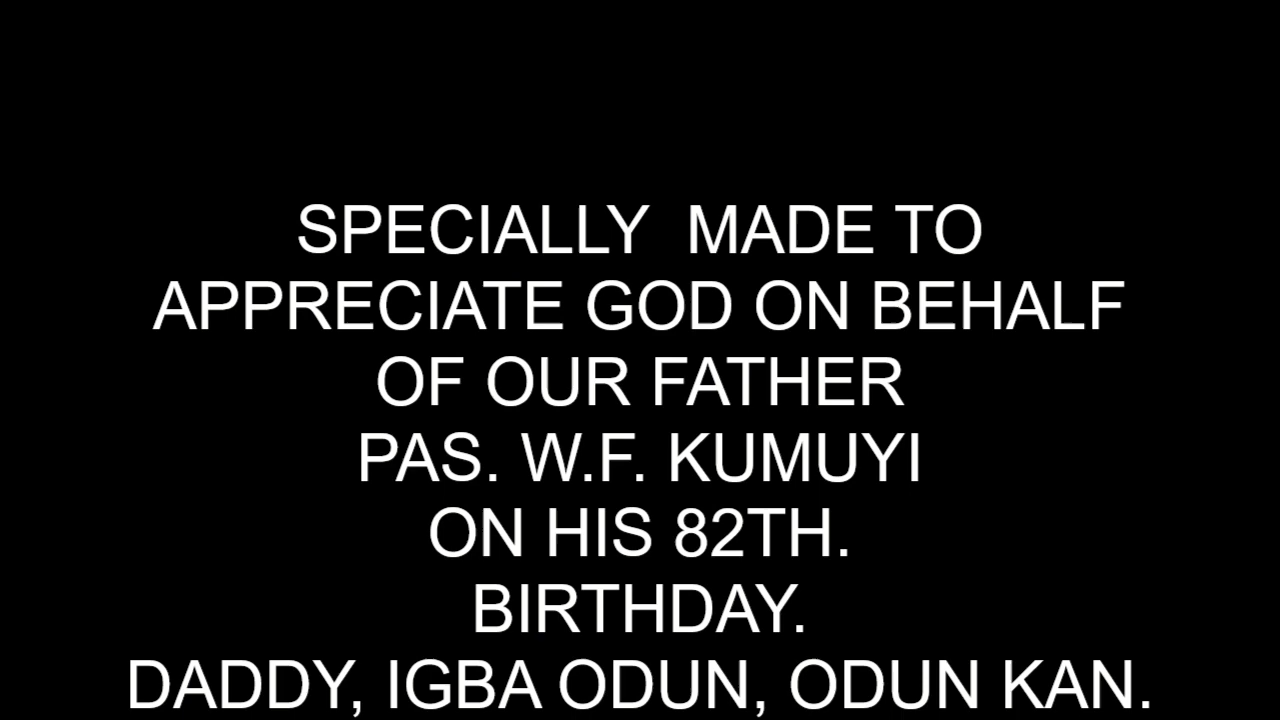 SPECIALLY  MADE TO
APPRECIATE GOD ON BEHALF
OF OUR FATHER
PAS. W.F. KUMUYI
ON HIS 82TH.
BIRTHDAY.
DADDY, IGBA ODUN, ODUN KAN.